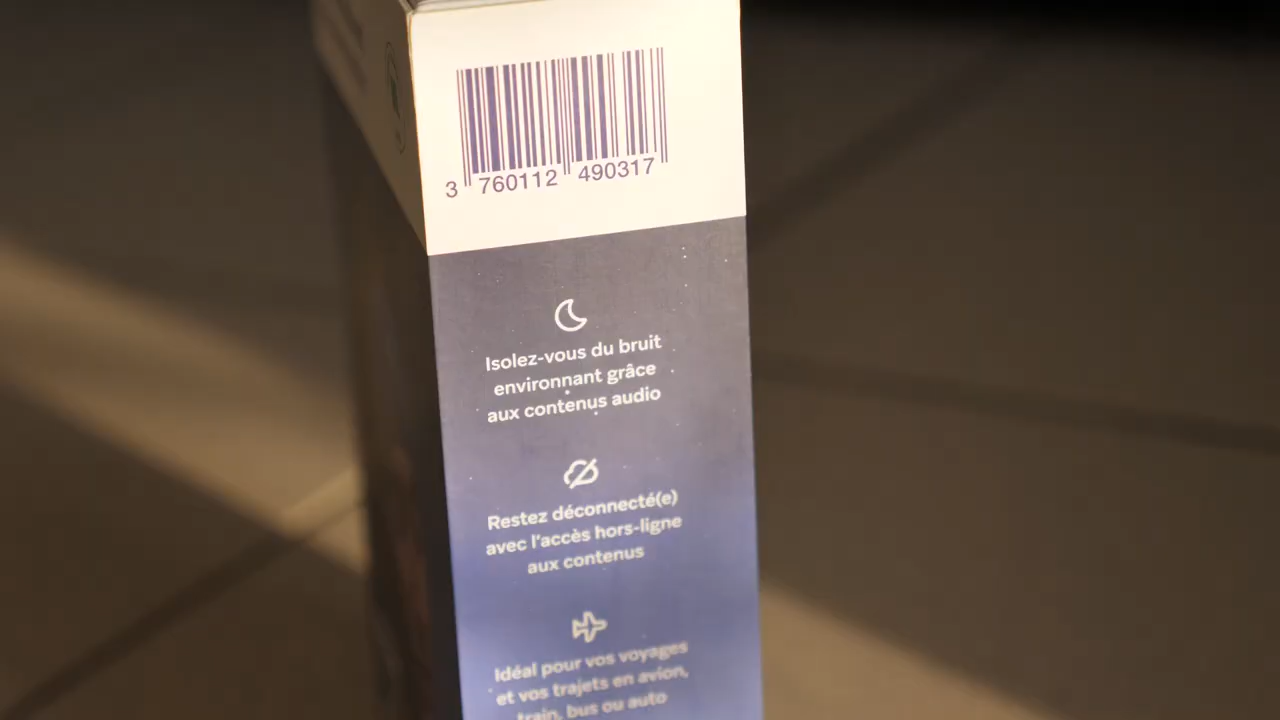 3 760112 490317
Isolez-vous du bruit
environnant grâce
aux contenus audio
Restez déconnecté(e)
avec l'accès hors-ligne
aux contenus
Idéal pour vos voyages
et vos trajets en avion,
train, bus ou auto